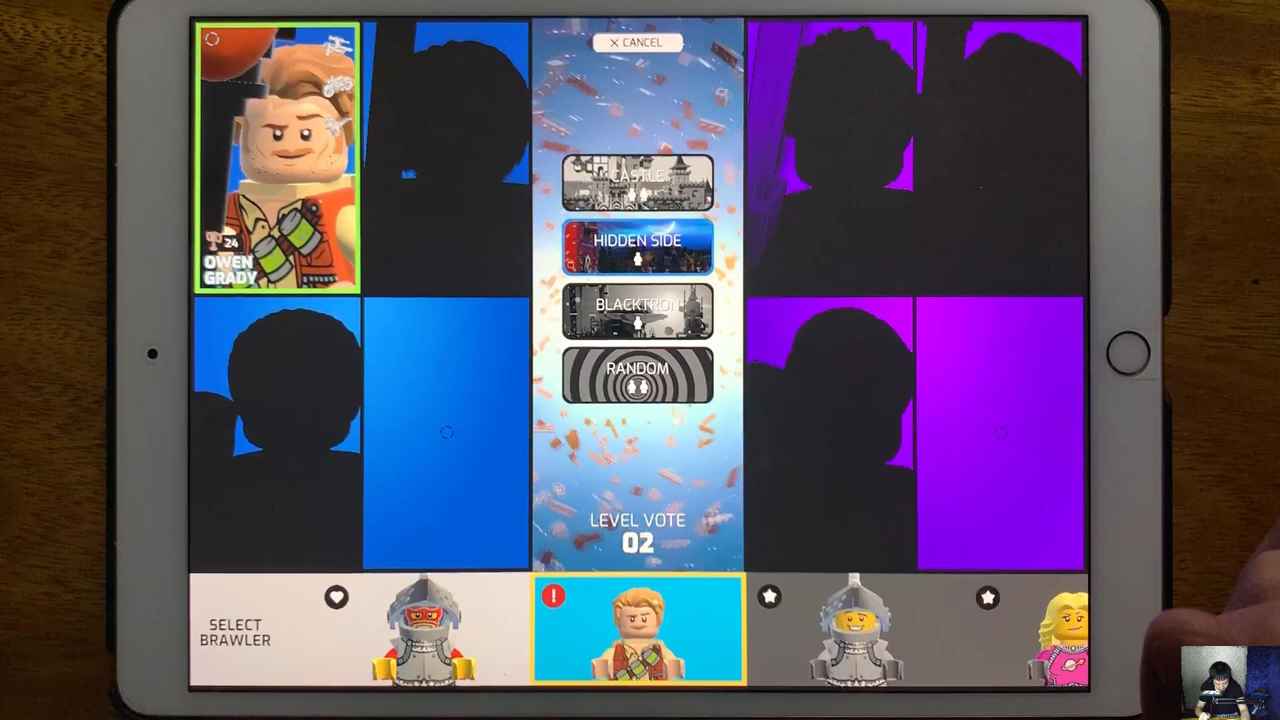 × CANCEL
CASTLE
HIDDEN SIDE
BLACKTRON
RANDOM
24
OWEN
GRADY
LEVEL VOTE
02
SELECT
BRAWLER